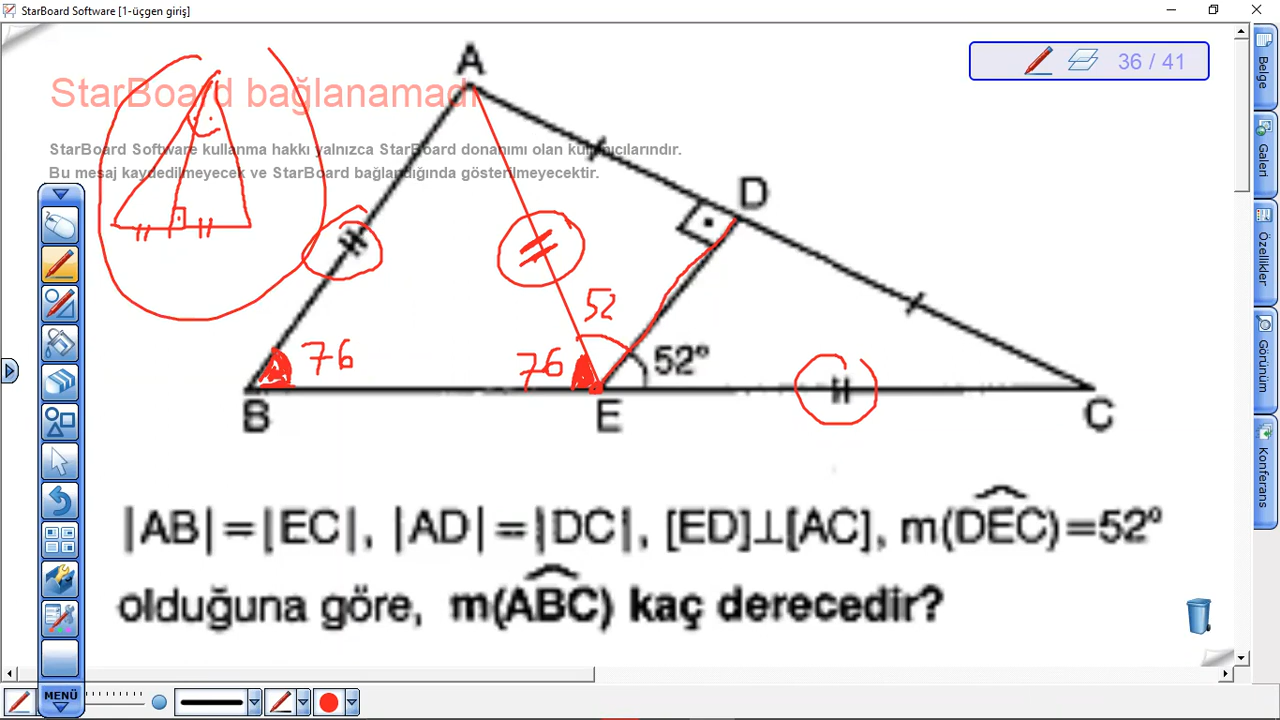 StarBoard Software [1-üçgen giriş]
36 / 41
StarBoard bağlanamadı
StarBoard Software kullanma hakkı yalnızca StarBoard donanımı olan kullanıcılarındır.
Bu mesaj kaydedilmeyecek ve StarBoard bağlandığında gösterilmeyecektir.
A
D
52
76
76
52º
B
E
C
|AB|=|EC|, |AD|=|DC|, [ED]⊥[AC], m(DEC)=52º
olduğuna göre, m(ABC) kaç derecedir?
Belge
Galeri
Özellikler
Görünüm
Konferans
MENÜ